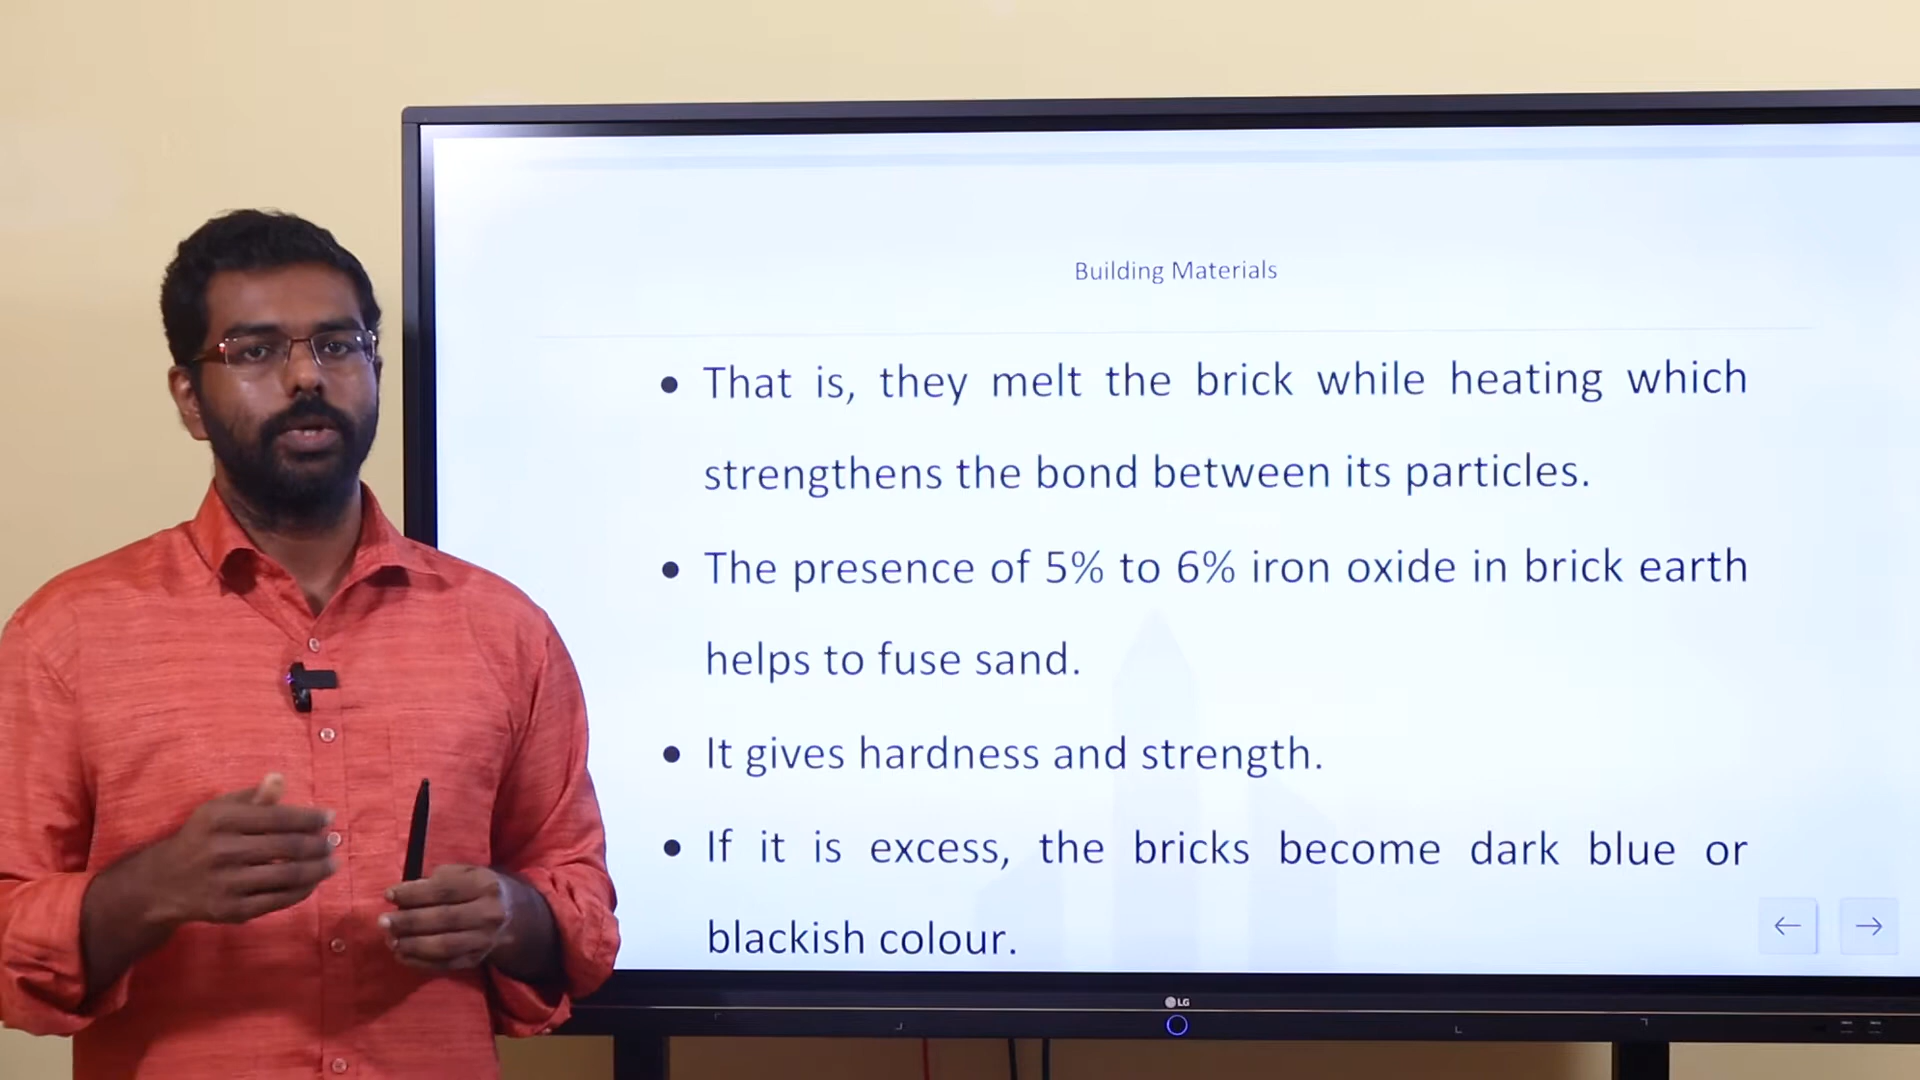 Building Materials
• That is, they melt the brick while heating which
strengthens the bond between its particles.
• The presence of 5% to 6% iron oxide in brick earth
helps to fuse sand.
• It gives hardness and strength.
• If it is excess, the bricks become dark blue or
blackish colour.
LG